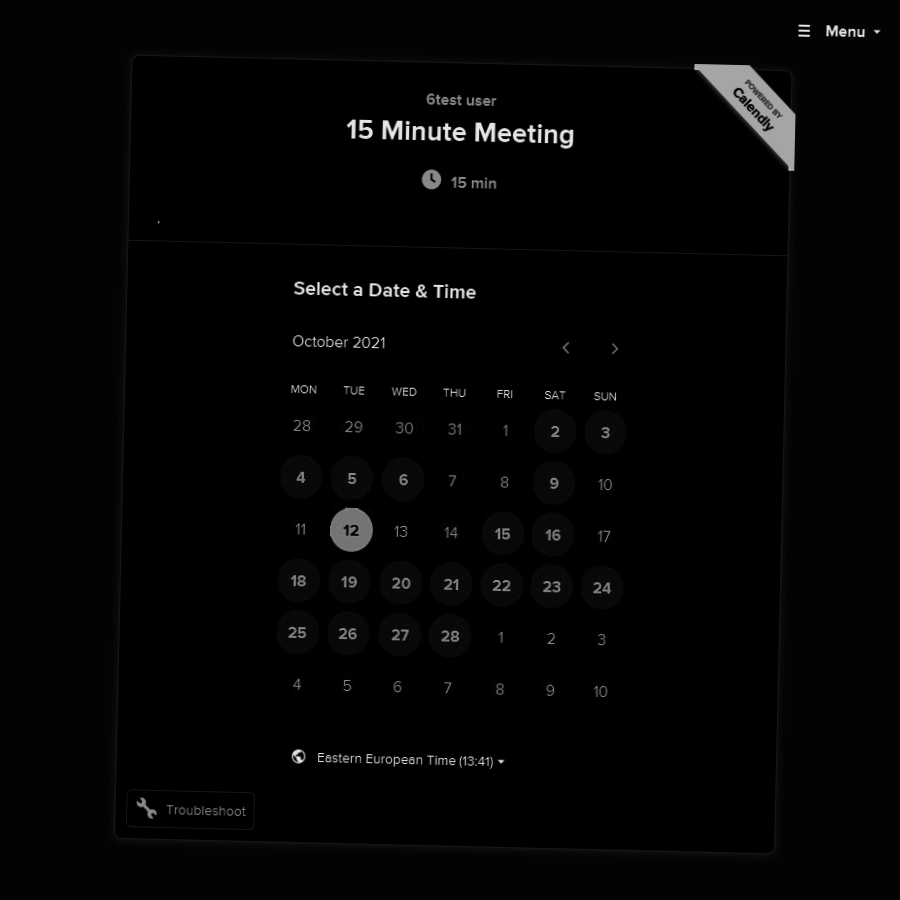 ☰ Menu
POWERED BY
Calendly
6test user
15 Minute Meeting
15 min
Select a Date & Time
October 2021
MON TUE WED THU FRI SAT SUN
28 29 30 31 1 2 3
4 5 6 7 8 9 10
11 12 13 14 15 16 17
18 19 20 21 22 23 24
25 26 27 28 1 2 3
4 5 6 7 8 9 10
Eastern European Time (13:41)
Troubleshoot